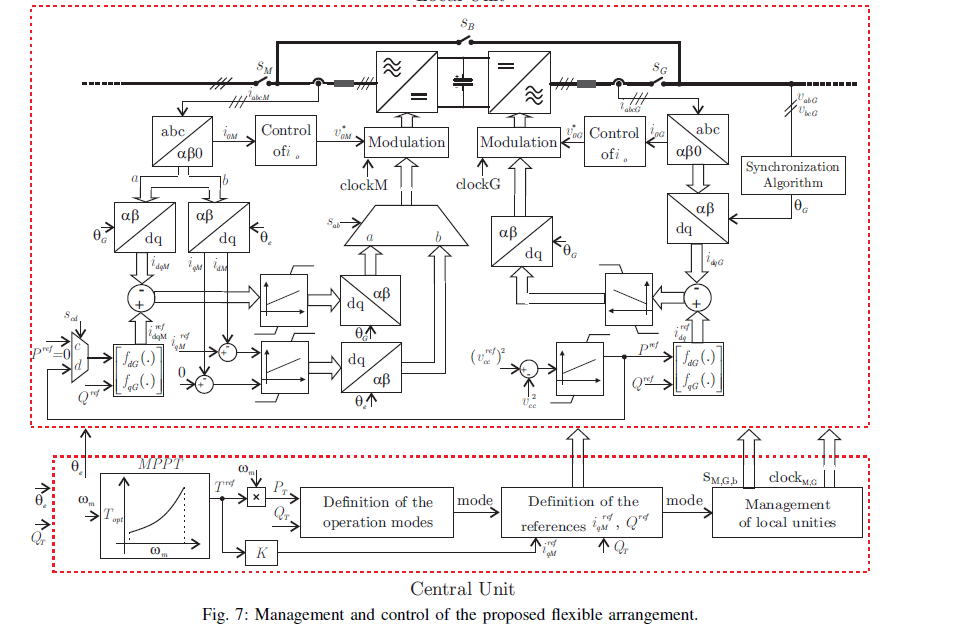 s_B
s_M
s_G
i_abcM
i_abcG
v_abG
v_bcG
abc
αβ0
i_0M
Control
of i_o
v*_0M
Modulation
Modulation
v*_0G
Control
of i_o
i_0G
abc
αβ0
clockM
clockG
Synchronization
Algorithm
a
b
θ_G
αβ
dq
αβ
dq
θ_e
s_ab
a
b
αβ
dq
θ_G
αβ
dq
θ_G
i_dqM
i_qM
i_dM
i_dqG
-
+
dq
αβ
θ_G
-
+
s_cd
P^ref=0
c
d
i^ref_dqM
i^ref_qM
+
-
f_dG(.)
f_qG(.)
Q^ref
0
+
-
dq
αβ
θ_e
(v^ref_cc)²
+
-
v²_cc
P^ref
i^ref_dq
Q^ref
f_dG(.)
f_qG(.)
θ_e
MPPT
θ_e
ω_m
Q_T
T_opt
ω_m
T^ref
ω_m
×
P_T
Q_T
K
Definition of the
operation modes
mode
Definition of the
references i^ref_qM , Q^ref
mode
i^ref_qM
Q_T
s_M,G,b
clock_M,G
Management
of local unities
Central Unit
Fig. 7: Management and control of the proposed flexible arrangement.